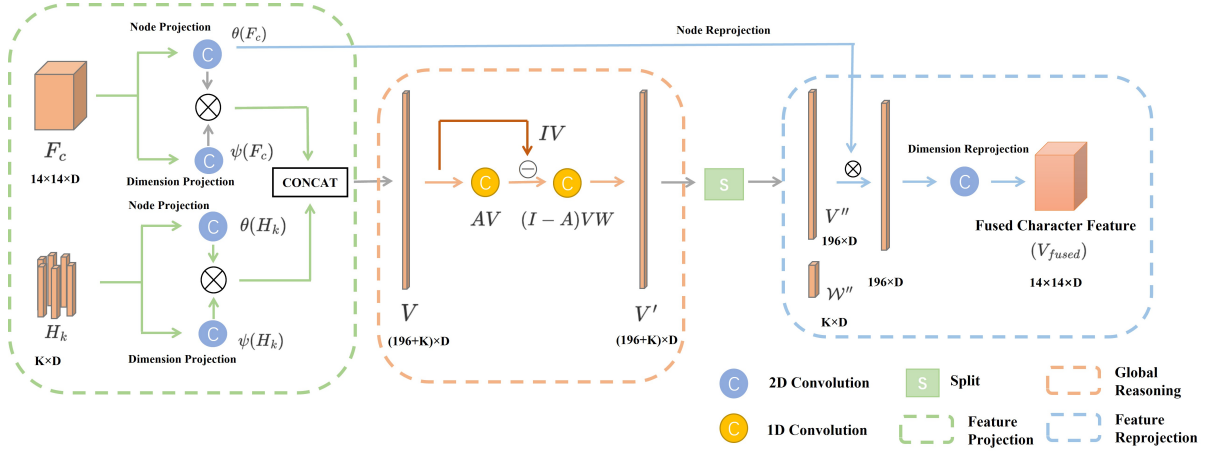 Node Projection
θ(F_c)
C
F_c
14×14×D
C
ψ(F_c)
Dimension Projection
Node Projection
C
θ(H_k)
H_k
K×D
C
ψ(H_k)
Dimension Projection
CONCAT
V
(196+K)×D
IV
C
AV
C
(I − A)VW
V′
(196+K)×D
S
Node Reprojection
V″
196×D
𝒲″
K×D
196×D
Dimension Reprojection
C
Fused Character Feature
(V_{fused})
14×14×D
C
2D Convolution
S
Split
Global
Reasoning
C
1D Convolution
Feature
Projection
Feature
Reprojection